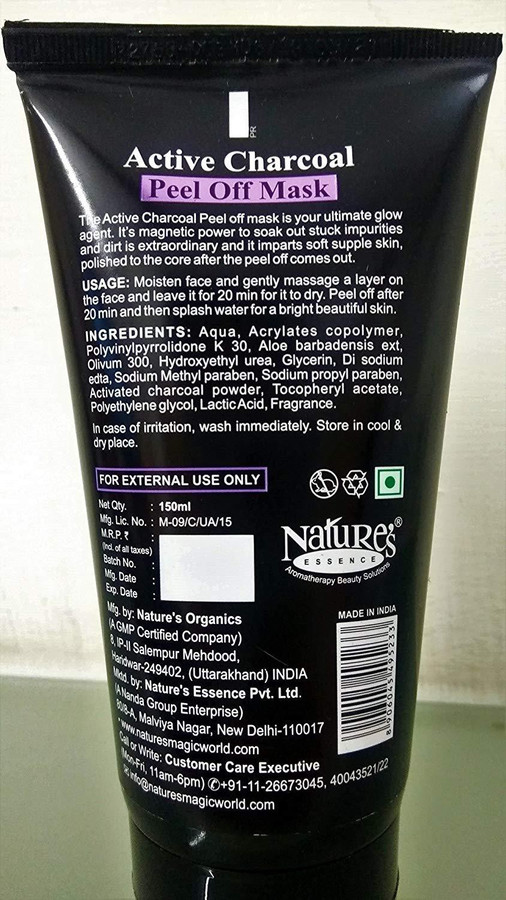 PR
Active Charcoal
Peel Off Mask
The Active Charcoal Peel off mask is your ultimate glow
agent. It's magnetic power to soak out stuck impurities
and dirt is extraordinary and it imparts soft supple skin,
polished to the core after the peel off comes out.
USAGE: Moisten face and gently massage a layer on
the face and leave it for 20 min for it to dry. Peel off after
20 min and then splash water for a bright beautiful skin.
INGREDIENTS: Aqua, Acrylates copolymer,
Polyvinylpyrrolidone K 30, Aloe barbadensis ext,
Olivum 300, Hydroxyethyl urea, Glycerin, Di sodium
edta, Sodium Methyl paraben, Sodium propyl paraben,
Activated charcoal powder, Tocopheryl acetate,
Polyethylene glycol, Lactic Acid, Fragrance.
In case of irritation, wash immediately. Store in cool &
dry place.
FOR EXTERNAL USE ONLY
Net Qty. : 150ml
Mfg. Lic. No. : M-09/C/UA/15
M.R.P. ₹ :
(Incl. of all taxes)
Batch No. :
Mfg. Date :
Exp. Date :
NatuRe's®
ESSENCE
Aromatherapy Beauty Solutions
Mfg. by: Nature's Organics
(A GMP Certified Company)
8, IP-II Salempur Mehdood,
Haridwar-249402, (Uttarakhand) INDIA
Mktd. by: Nature's Essence Pvt. Ltd.
(A Nanda Group Enterprise)
80/8-A, Malviya Nagar, New Delhi-110017
www.naturesmagicworld.com
Call or Write: Customer Care Executive
Mon-Fri, 11am-6pm) ✆+91-11-26673045, 40043521/22
info@naturesmagicworld.com
MADE IN INDIA